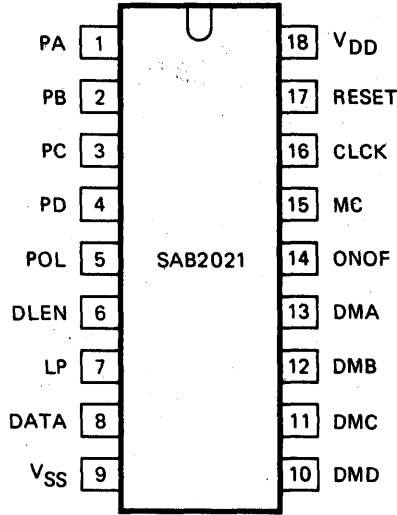 PA 1 18 VDD
PB 2 17 RESET
PC 3 16 CLCK
PD 4 15 MC
POL 5 SAB2021 14 ONOF
DLEN 6 13 DMA
LP 7 12 DMB
DATA 8 11 DMC
VSS 9 10 DMD